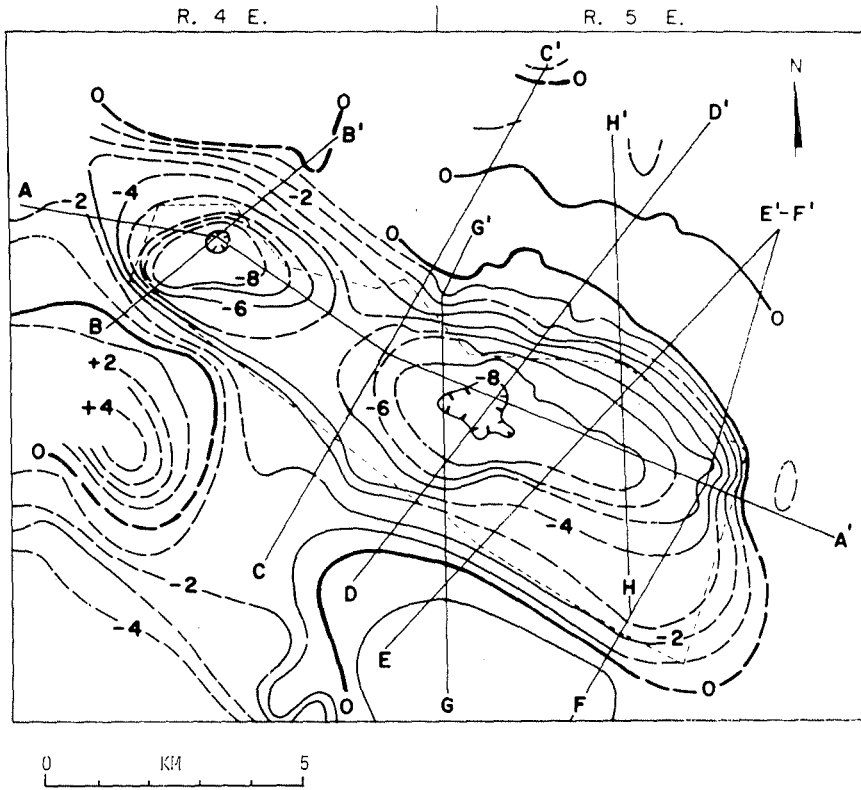 R. 4 E. R. 5 E.
C'
O
N
O O
D'
H'
B'
A
-2 -4 -2
O
E'-F'
G'
O
-8
-6
O
B
+2
-8
-6
+4
O
-4
A'
C
-2
D
H
-4
-2
E
O
O
G
F
0 KM 5